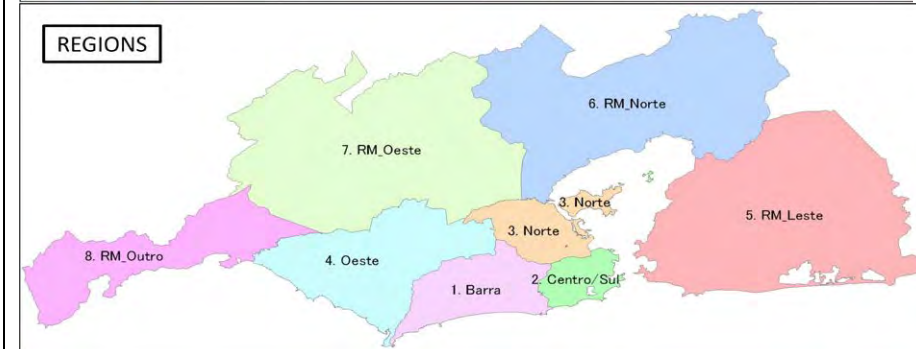 REGIONS
6. RM_Norte
7. RM_Oeste
3. Norte
5. RM_Leste
3. Norte
8. RM_Outro
4. Oeste
2. Centro/Sul
1. Barra